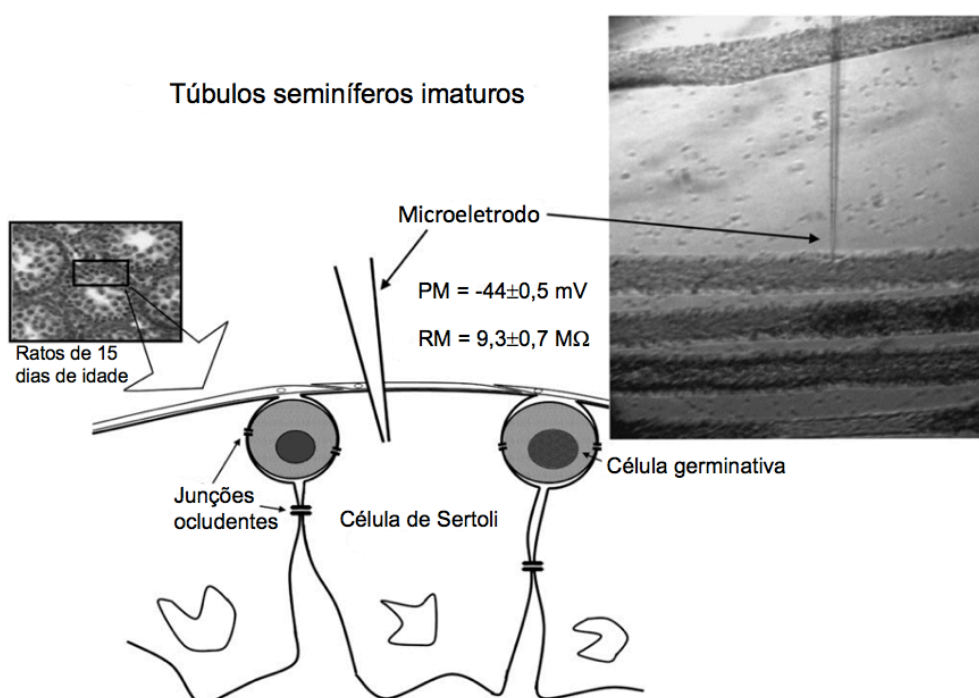 Túbulos seminíferos imaturos
Microeletrodo
PM = -44±0,5 mV
RM = 9,3±0,7 MΩ
Ratos de 15
dias de idade
Célula germinativa
Junções
ocludentes
Célula de Sertoli